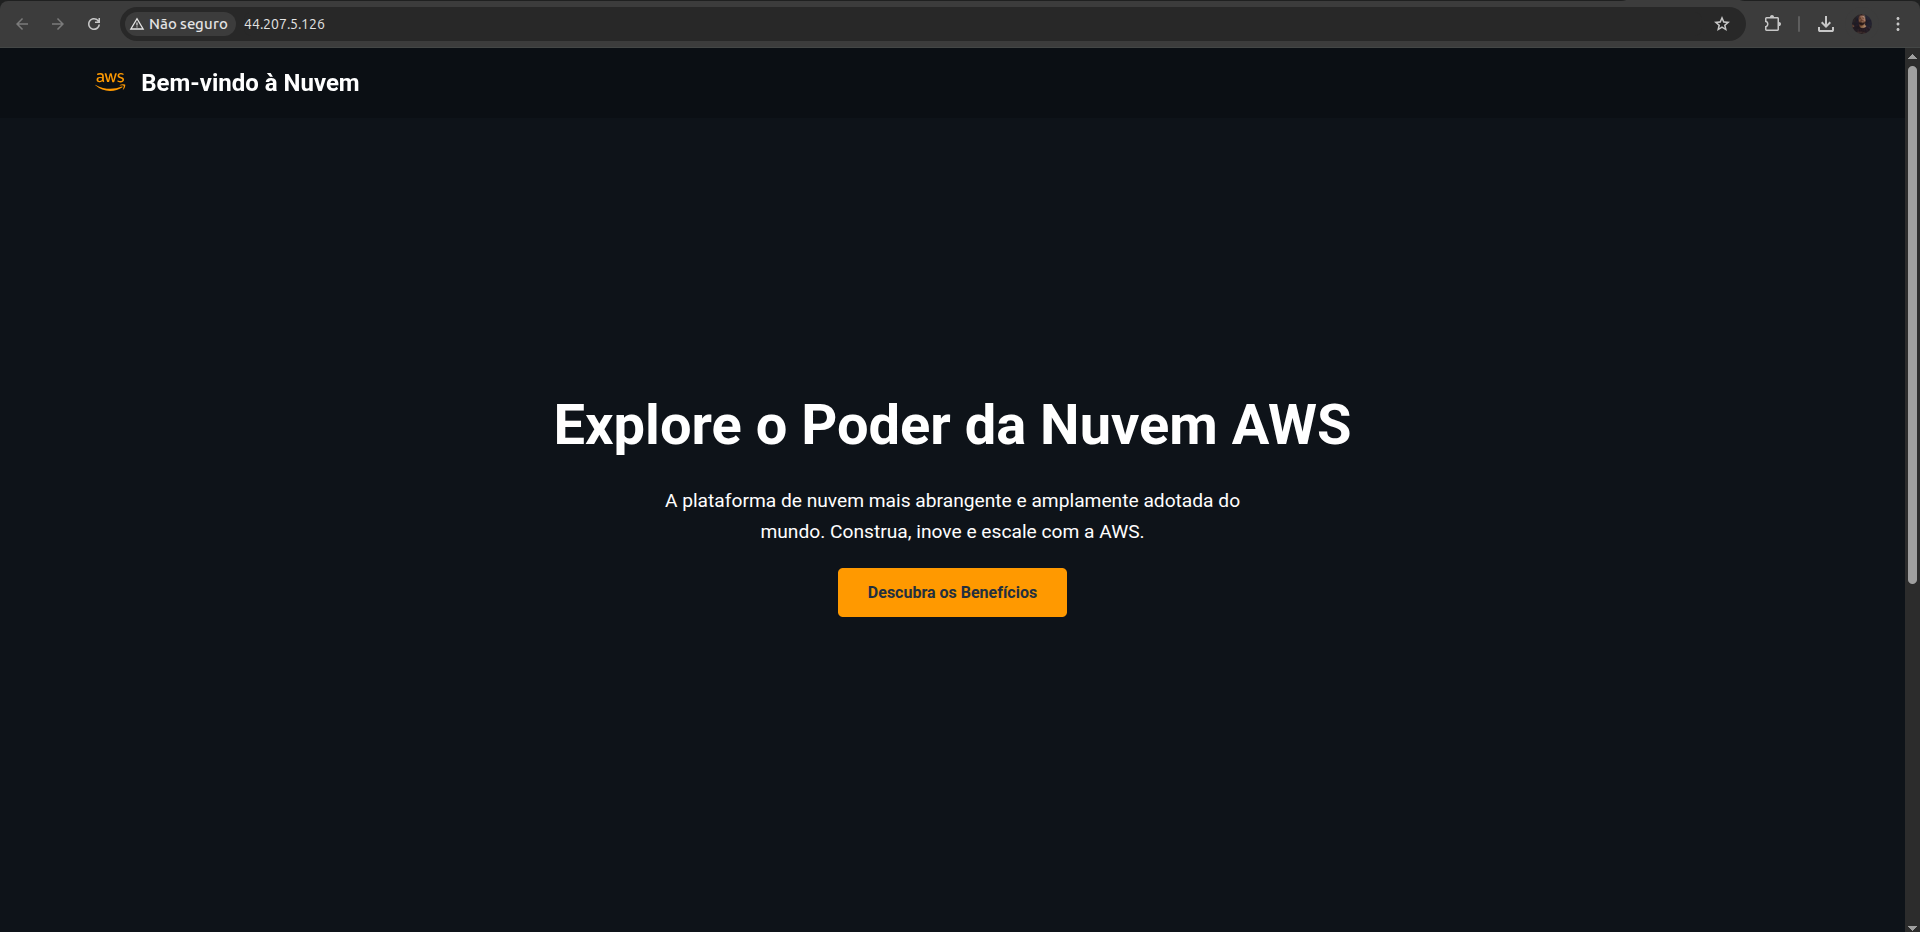 Não seguro
44.207.5.126
aws
Bem-vindo à Nuvem
Explore o Poder da Nuvem AWS
A plataforma de nuvem mais abrangente e amplamente adotada do
mundo. Construa, inove e escale com a AWS.
Descubra os Benefícios